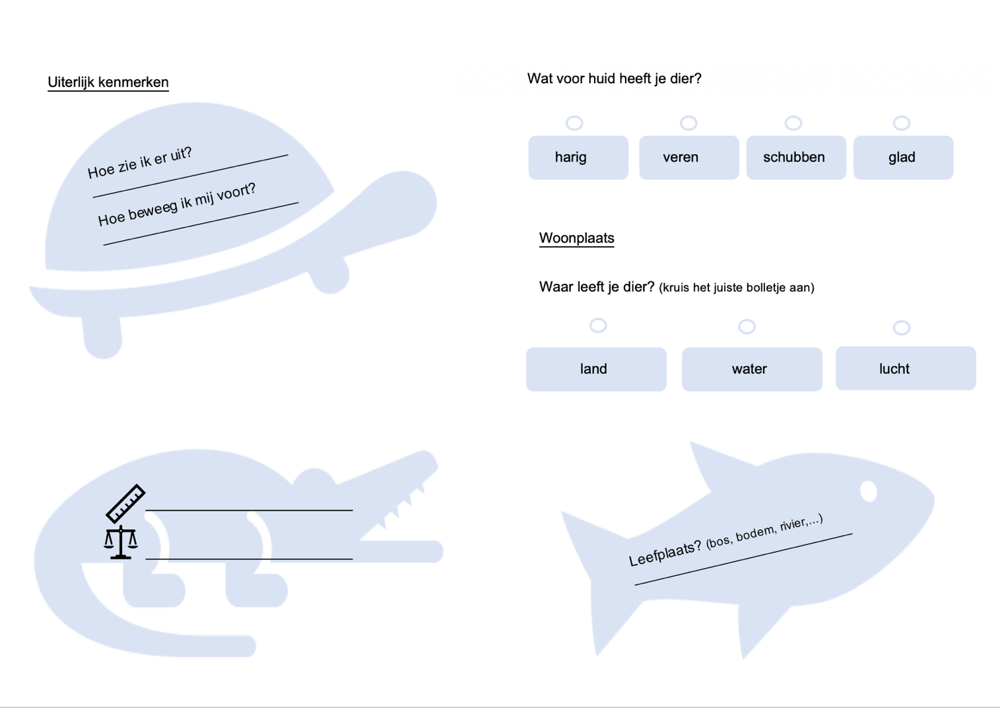 Uiterlijk kenmerken
Hoe zie ik er uit?
Hoe beweeg ik mij voort?
Wat voor huid heeft je dier?
harig
veren
schubben
glad
Woonplaats
Waar leeft je dier? (kruis het juiste bolletje aan)
land
water
lucht
Leefplaats? (bos, bodem, rivier,...)